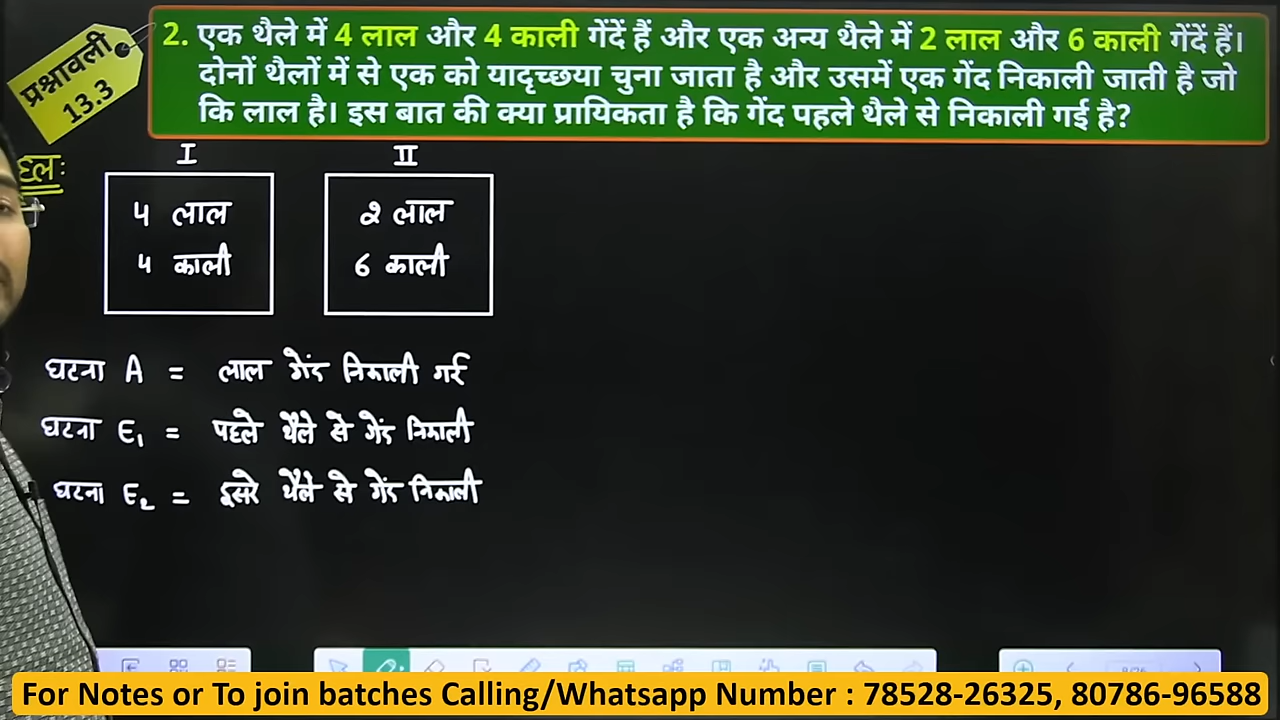 प्रश्नावली
13.3
2. एक थैले में 4 लाल और 4 काली गेंदें हैं और एक अन्य थैले में 2 लाल और 6 काली गेंदें हैं।
दोनों थैलों में से एक को यादृच्छया चुना जाता है और उसमें एक गेंद निकाली जाती है जो
कि लाल है। इस बात की क्या प्रायिकता है कि गेंद पहले थैले से निकाली गई है?
I II
4 लाल
4 काली
2 लाल
6 काली
घटना A = लाल गेंद निकाली गई
घटना E₁ = पहले थैले से गेंद निकाली
घटना E₂ = दूसरे थैले से गेंद निकाली
For Notes or To join batches Calling/Whatsapp Number : 78528-26325, 80786-96588